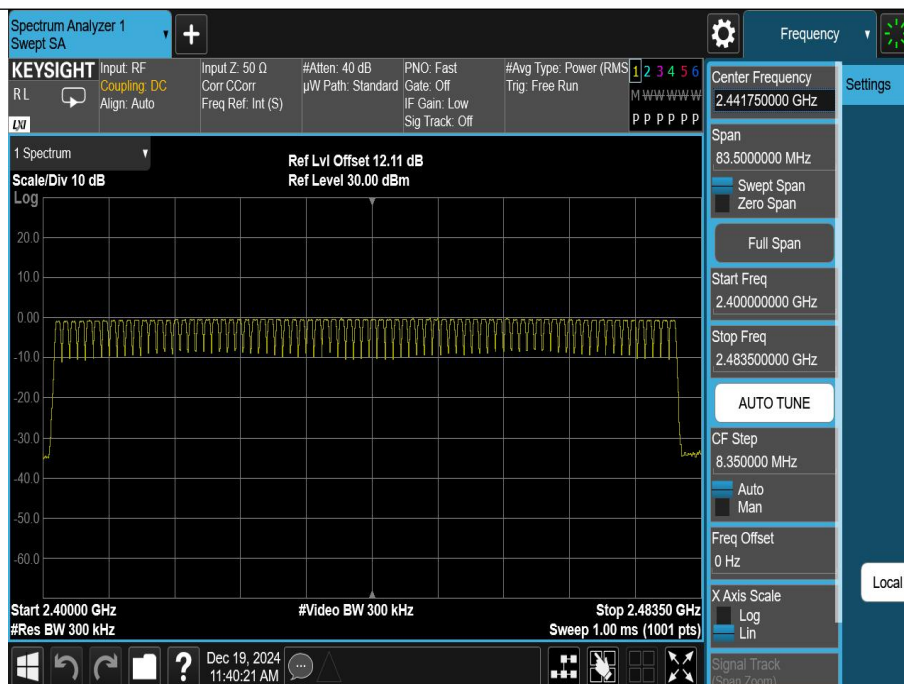 Spectrum Analyzer 1
Swept SA
Frequency
KEYSIGHT
R L
LXI
Input: RF
Coupling: DC
Align: Auto
Input Z: 50 Ω
Corr CCorr
Freq Ref: Int (S)
#Atten: 40 dB
µW Path: Standard
PNO: Fast
Gate: Off
IF Gain: Low
Sig Track: Off
#Avg Type: Power (RMS
Trig: Free Run
1 2 3 4 5 6
M W W W W W
P P P P P P
Center Frequency
2.441750000 GHz
Settings
Span
83.5000000 MHz
Swept Span
Zero Span
Full Span
Start Freq
2.400000000 GHz
Stop Freq
2.483500000 GHz
AUTO TUNE
CF Step
8.350000 MHz
Auto
Man
Freq Offset
0 Hz
X Axis Scale
Log
Lin
Signal Track
(Span Zoom)
Local
1 Spectrum
Scale/Div 10 dB
Ref Lvl Offset 12.11 dB
Ref Level 30.00 dBm
Log
20.0
10.0
0.00
-10.0
-20.0
-30.0
-40.0
-50.0
-60.0
Start 2.40000 GHz
#Video BW 300 kHz
Stop 2.48350 GHz
#Res BW 300 kHz
Sweep 1.00 ms (1001 pts)
?
Dec 19, 2024
11:40:21 AM